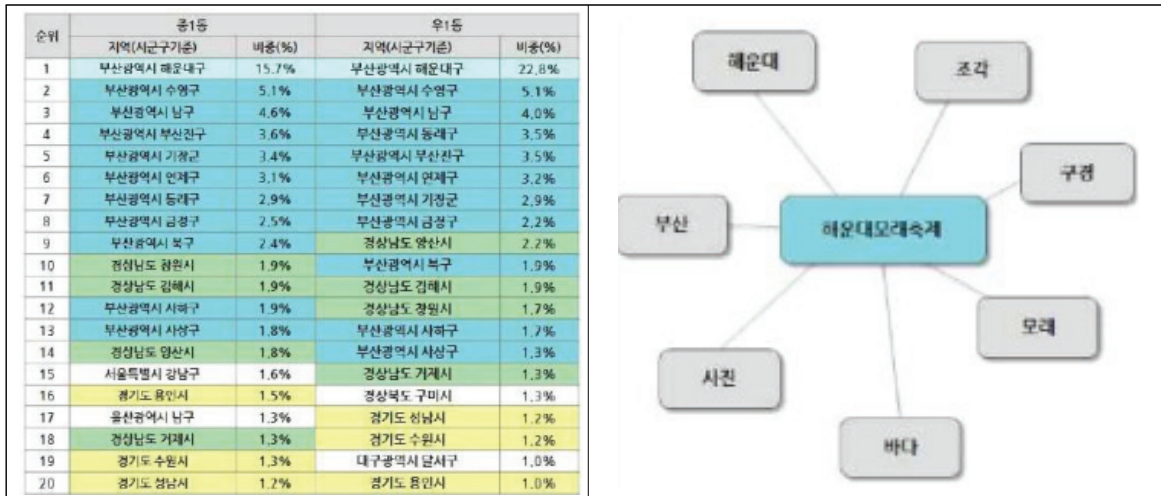 순위 중1동 우1동
지역(시군구기준) 비중(%) 지역(시군구기준) 비중(%)
1 부산광역시 해운대구 15.7% 부산광역시 해운대구 22.8%
2 부산광역시 수영구 5.1% 부산광역시 수영구 5.1%
3 부산광역시 남구 4.6% 부산광역시 남구 4.0%
4 부산광역시 부산진구 3.6% 부산광역시 동래구 3.5%
5 부산광역시 기장군 3.4% 부산광역시 부산진구 3.5%
6 부산광역시 연제구 3.1% 부산광역시 연제구 3.2%
7 부산광역시 동래구 2.9% 부산광역시 기장군 2.9%
8 부산광역시 금정구 2.5% 부산광역시 금정구 2.2%
9 부산광역시 북구 2.4% 경상남도 양산시 2.2%
10 경상남도 창원시 1.9% 부산광역시 북구 1.9%
11 경상남도 김해시 1.9% 경상남도 김해시 1.9%
12 부산광역시 사하구 1.9% 경상남도 창원시 1.7%
13 부산광역시 사상구 1.8% 부산광역시 사하구 1.7%
14 경상남도 양산시 1.8% 부산광역시 사상구 1.3%
15 서울특별시 강남구 1.6% 경상남도 거제시 1.3%
16 경기도 용인시 1.5% 경상북도 구미시 1.3%
17 울산광역시 남구 1.3% 경기도 성남시 1.2%
18 경상남도 거제시 1.3% 경기도 수원시 1.2%
19 경기도 수원시 1.3% 대구광역시 달서구 1.0%
20 경기도 성남시 1.2% 경기도 용인시 1.0%
해운대
조각
구경
부산
해운대모래축제
모래
사진
바다